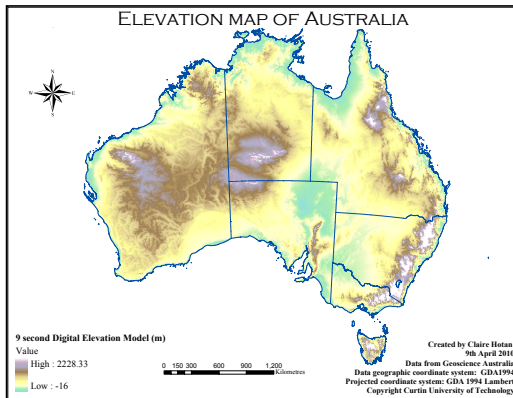 ELEVATION MAP OF AUSTRALIA
N
W E
S
9 second Digital Elevation Model (m)
Value
High : 2228.33
Low : -16
0 150 300 600 900 1,200
Kilometres
Created by Claire Hotan
9th April 2010
Data from Geoscience Australia
Data geographic coordinate system: GDA1994
Projected coordinate system: GDA 1994 Lambert
Copyright Curtin University of Technology